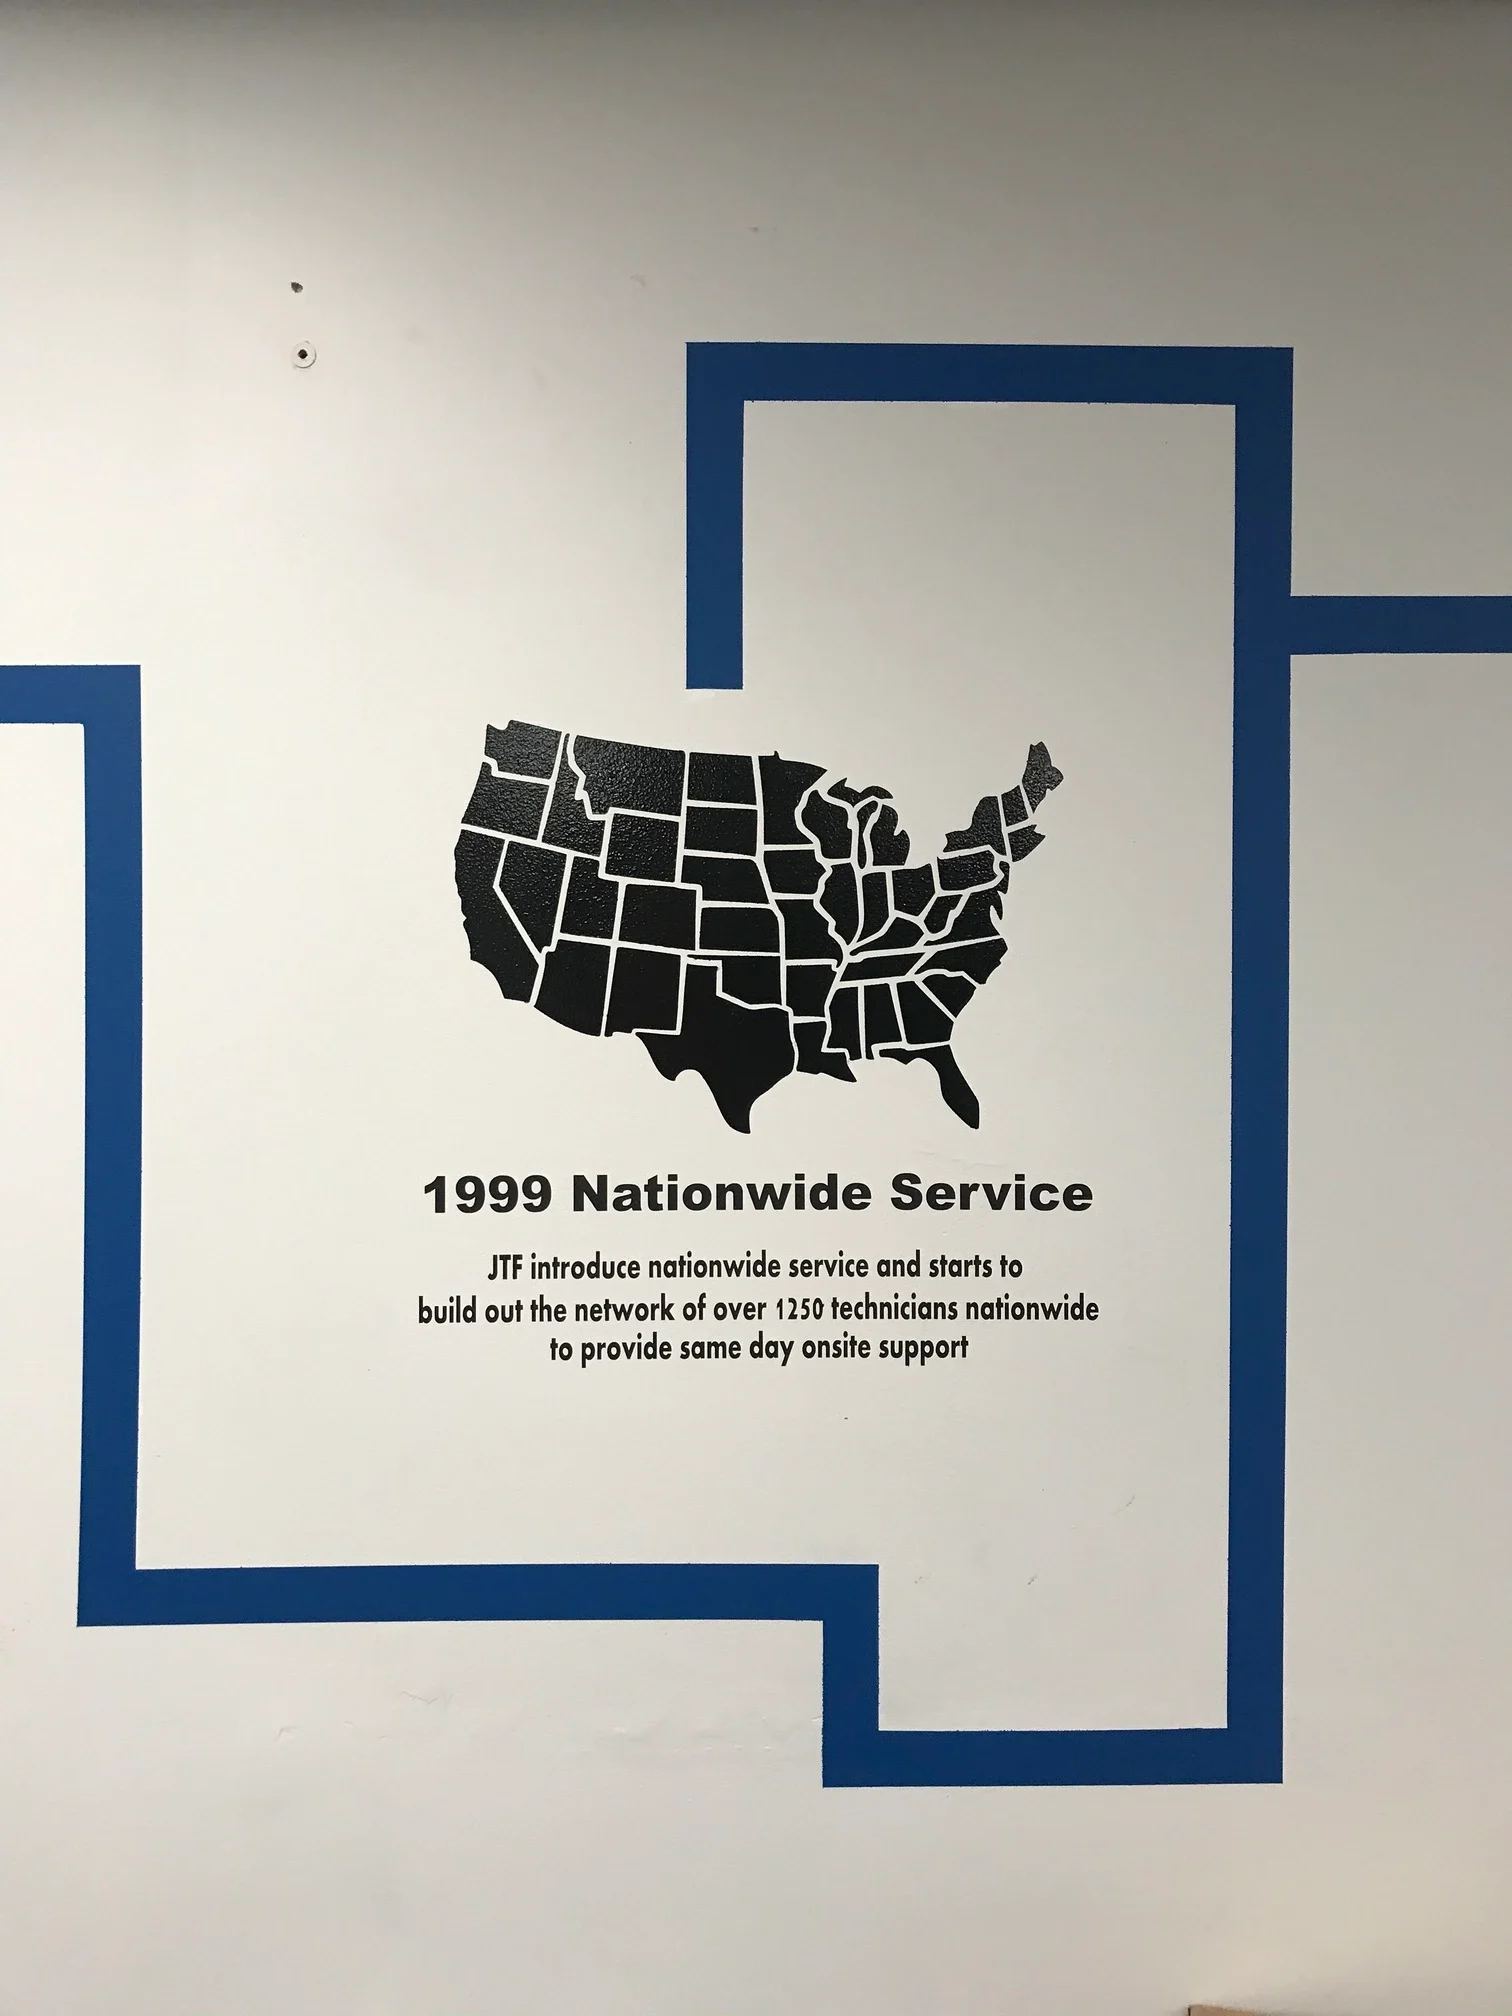 1999 Nationwide Service
JTF introduce nationwide service and starts to
build out the network of over 1250 technicians nationwide
to provide same day onsite support